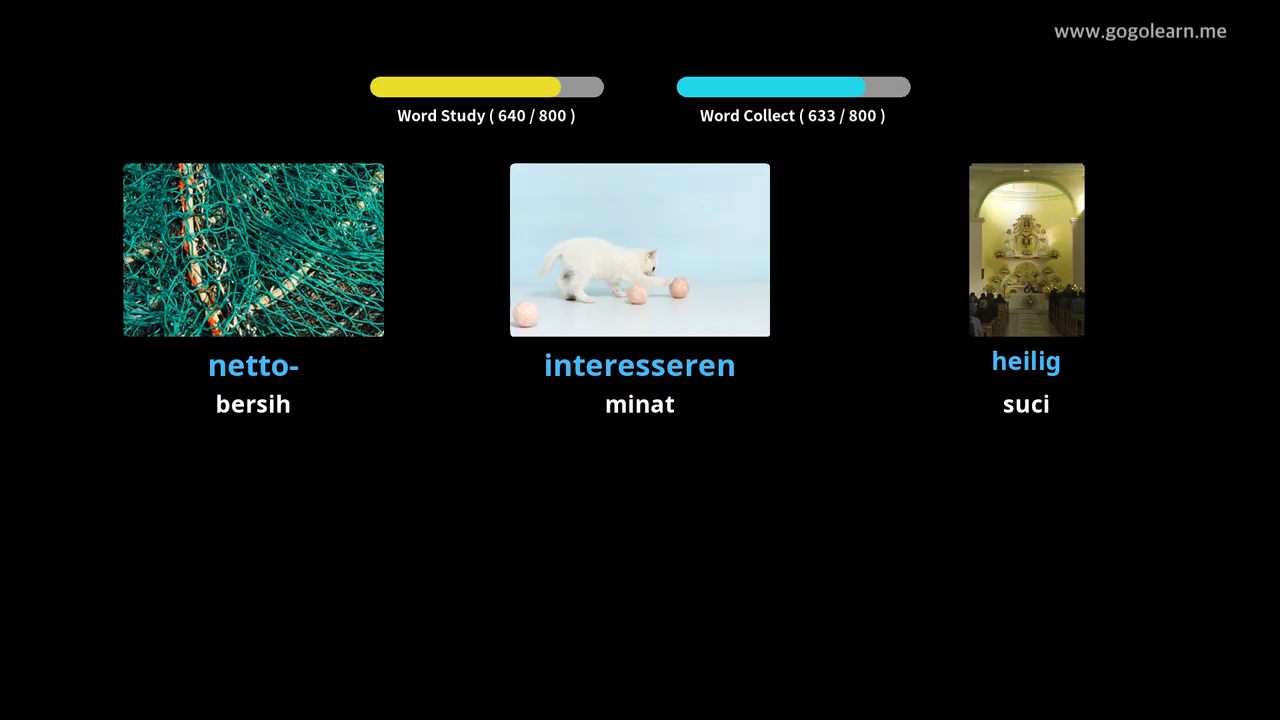 www.gogolearn.me
Word Study ( 640 / 800 )
Word Collect ( 633 / 800 )
netto-
bersih
interesseren
minat
heilig
suci